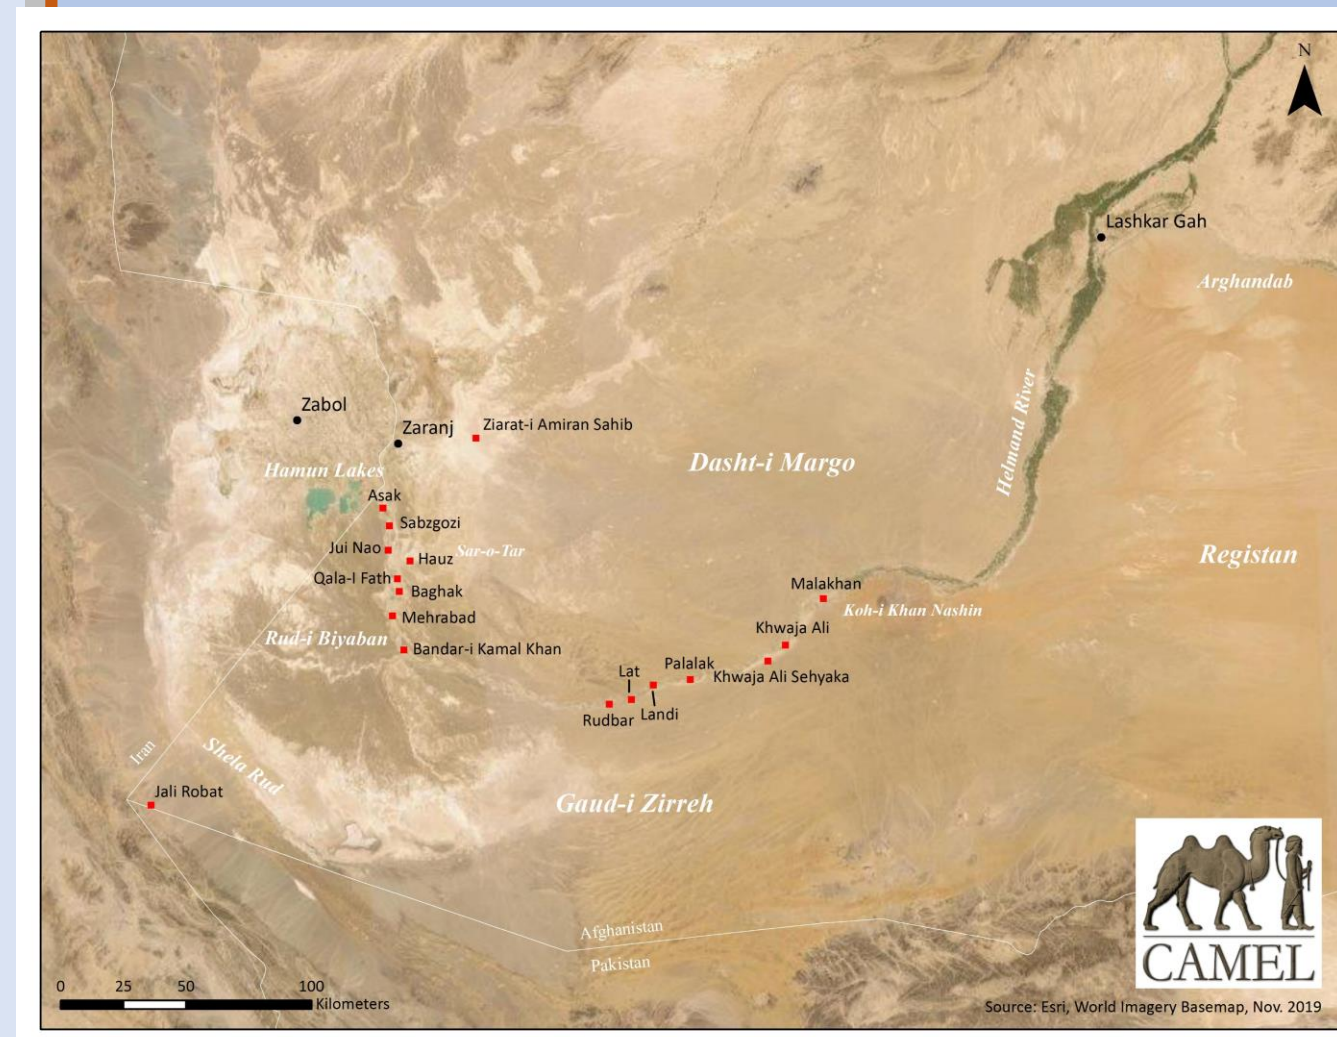 N
Lashkar Gah
Arghandab
Helmand River
Zabol
Zaranj
Ziarat-i Amiran Sahib
Dasht-i Margo
Hamun Lakes
Asak
Sabzgozi
Jui Nao
Hauz
Sar-o-Tar
Registan
Qala-I Fath
Baghak
Malakhan
Koh-i Khan Nashin
Mehrabad
Rud-i Biyaban
Khwaja Ali
Bandar-i Kamal Khan
Lat
Palalak
Khwaja Ali Sehyaka
Rudbar
Landi
Iran
Shela Rud
Jali Robat
Gaud-i Zirreh
Afghanistan
Pakistan
CAMEL
0 25 50 100
Kilometers
Source: Esri, World Imagery Basemap, Nov. 2019